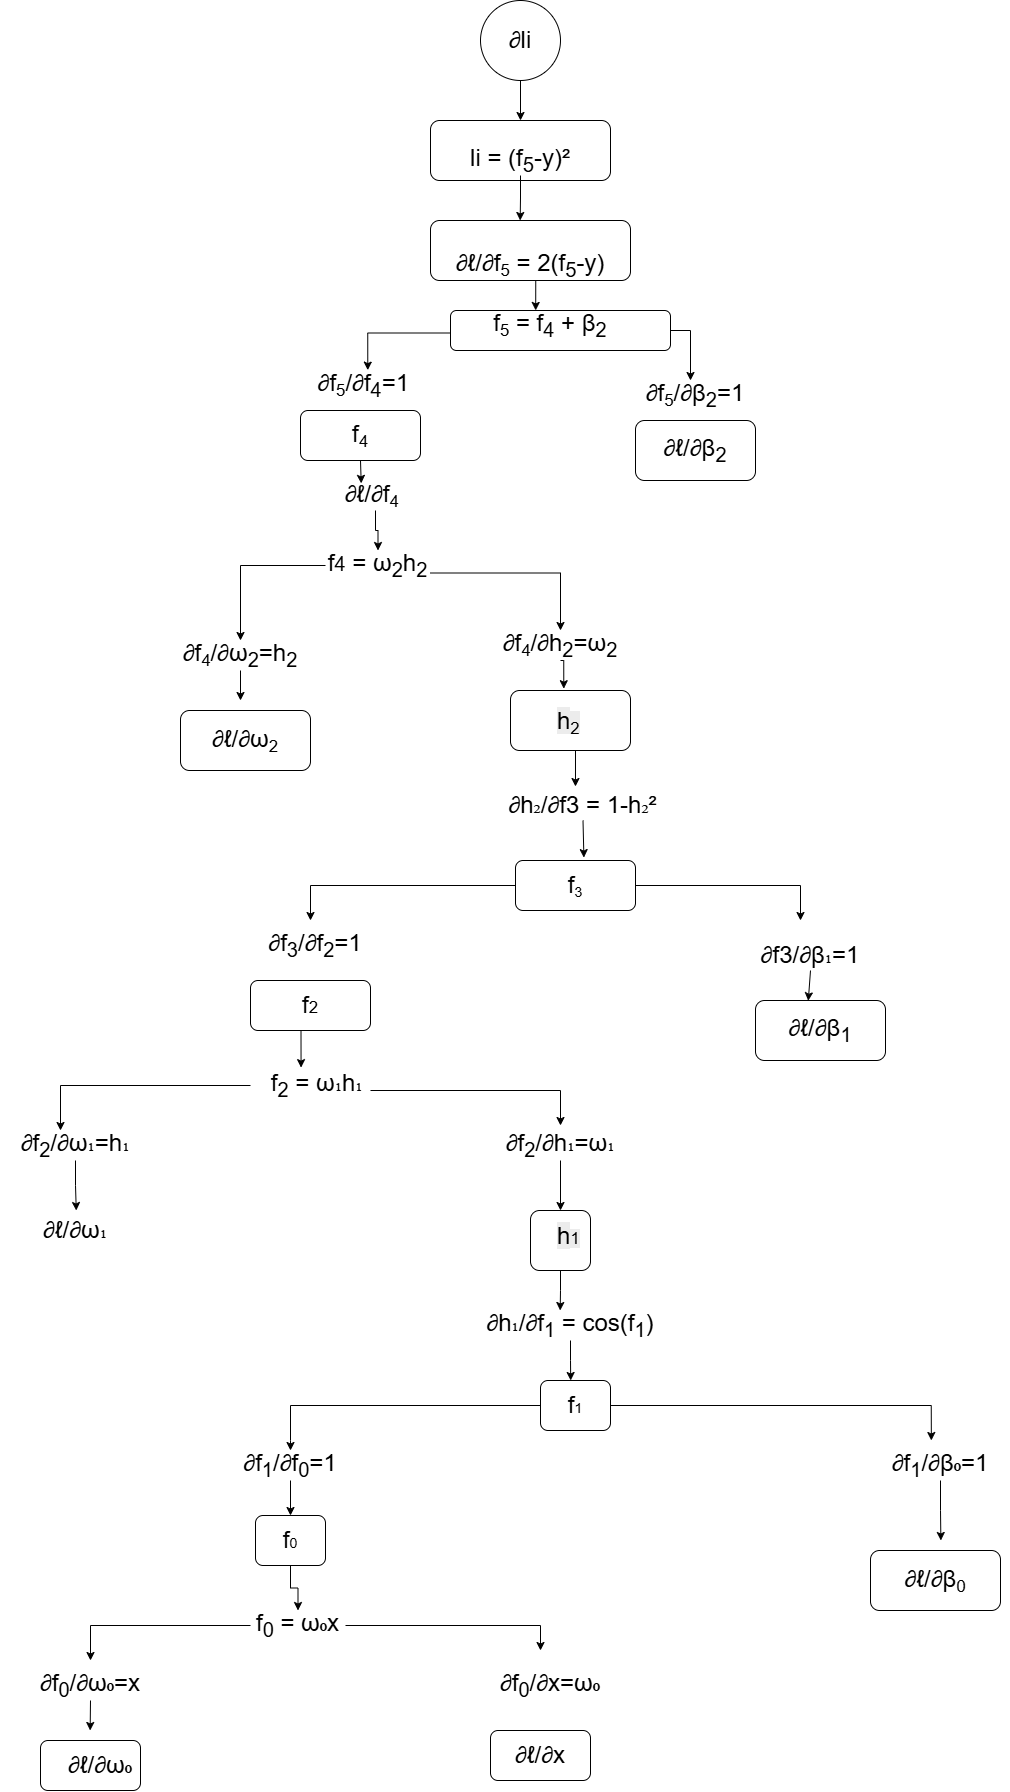 ∂li
li = (f₅-y)²
∂ℓ/∂f₅ = 2(f₅-y)
f₅ = f₄ + β₂
∂f₅/∂f₄=1
∂f₅/∂β₂=1
f₄
∂ℓ/∂β₂
∂ℓ/∂f₄
f4 = ω₂h₂
∂f₄/∂ω₂=h₂
∂f₄/∂h₂=ω₂
∂ℓ/∂ω₂
h₂
∂h₂/∂f3 = 1-h₂²
f₃
∂f₃/∂f₂=1
∂f3/∂β₁=1
f₂
∂ℓ/∂β₁
f₂ = ω₁h₁
∂f₂/∂ω₁=h₁
∂f₂/∂h₁=ω₁
∂ℓ/∂ω₁
h₁
∂h₁/∂f₁ = cos(f₁)
f₁
∂f₁/∂f₀=1
∂f₁/∂β₀=1
f₀
∂ℓ/∂β₀
f₀ = ω₀x
∂f₀/∂ω₀=x
∂f₀/∂x=ω₀
∂ℓ/∂ω₀
∂ℓ/∂x